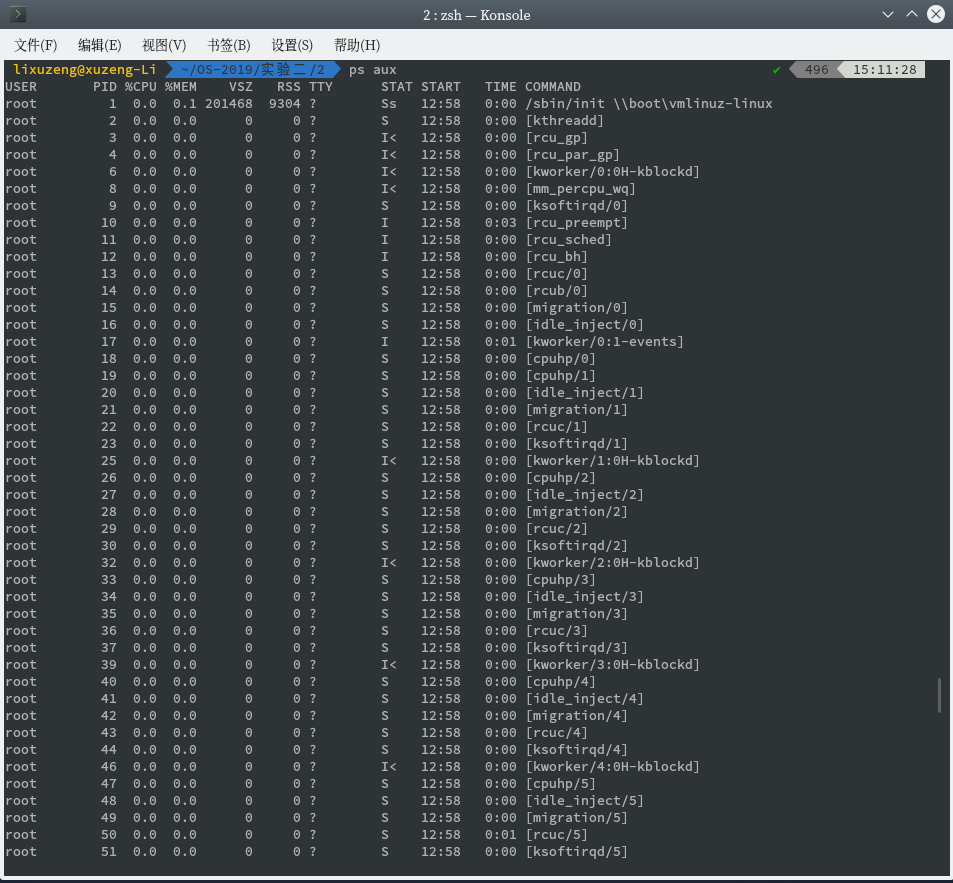 2 : zsh — Konsole
文件(F) 编辑(E) 视图(V) 书签(B) 设置(S) 帮助(H)
lixuzeng@xuzeng-Li ~/OS-2019/实验二/2 ps aux ✔ 496 15:11:28
USER PID %CPU %MEM VSZ RSS TTY STAT START TIME COMMAND
root 1 0.0 0.1 201468 9304 ? Ss 12:58 0:00 /sbin/init \\boot\vmlinuz-linux
root 2 0.0 0.0 0 0 ? S 12:58 0:00 [kthreadd]
root 3 0.0 0.0 0 0 ? I< 12:58 0:00 [rcu_gp]
root 4 0.0 0.0 0 0 ? I< 12:58 0:00 [rcu_par_gp]
root 6 0.0 0.0 0 0 ? I< 12:58 0:00 [kworker/0:0H-kblockd]
root 8 0.0 0.0 0 0 ? I< 12:58 0:00 [mm_percpu_wq]
root 9 0.0 0.0 0 0 ? S 12:58 0:00 [ksoftirqd/0]
root 10 0.0 0.0 0 0 ? I 12:58 0:03 [rcu_preempt]
root 11 0.0 0.0 0 0 ? I 12:58 0:00 [rcu_sched]
root 12 0.0 0.0 0 0 ? I 12:58 0:00 [rcu_bh]
root 13 0.0 0.0 0 0 ? S 12:58 0:00 [rcuc/0]
root 14 0.0 0.0 0 0 ? S 12:58 0:00 [rcub/0]
root 15 0.0 0.0 0 0 ? S 12:58 0:00 [migration/0]
root 16 0.0 0.0 0 0 ? S 12:58 0:00 [idle_inject/0]
root 17 0.0 0.0 0 0 ? I 12:58 0:01 [kworker/0:1-events]
root 18 0.0 0.0 0 0 ? S 12:58 0:00 [cpuhp/0]
root 19 0.0 0.0 0 0 ? S 12:58 0:00 [cpuhp/1]
root 20 0.0 0.0 0 0 ? S 12:58 0:00 [idle_inject/1]
root 21 0.0 0.0 0 0 ? S 12:58 0:00 [migration/1]
root 22 0.0 0.0 0 0 ? S 12:58 0:00 [rcuc/1]
root 23 0.0 0.0 0 0 ? S 12:58 0:00 [ksoftirqd/1]
root 25 0.0 0.0 0 0 ? I< 12:58 0:00 [kworker/1:0H-kblockd]
root 26 0.0 0.0 0 0 ? S 12:58 0:00 [cpuhp/2]
root 27 0.0 0.0 0 0 ? S 12:58 0:00 [idle_inject/2]
root 28 0.0 0.0 0 0 ? S 12:58 0:00 [migration/2]
root 29 0.0 0.0 0 0 ? S 12:58 0:00 [rcuc/2]
root 30 0.0 0.0 0 0 ? S 12:58 0:00 [ksoftirqd/2]
root 32 0.0 0.0 0 0 ? I< 12:58 0:00 [kworker/2:0H-kblockd]
root 33 0.0 0.0 0 0 ? S 12:58 0:00 [cpuhp/3]
root 34 0.0 0.0 0 0 ? S 12:58 0:00 [idle_inject/3]
root 35 0.0 0.0 0 0 ? S 12:58 0:00 [migration/3]
root 36 0.0 0.0 0 0 ? S 12:58 0:00 [rcuc/3]
root 37 0.0 0.0 0 0 ? S 12:58 0:00 [ksoftirqd/3]
root 39 0.0 0.0 0 0 ? I< 12:58 0:00 [kworker/3:0H-kblockd]
root 40 0.0 0.0 0 0 ? S 12:58 0:00 [cpuhp/4]
root 41 0.0 0.0 0 0 ? S 12:58 0:00 [idle_inject/4]
root 42 0.0 0.0 0 0 ? S 12:58 0:00 [migration/4]
root 43 0.0 0.0 0 0 ? S 12:58 0:00 [rcuc/4]
root 44 0.0 0.0 0 0 ? S 12:58 0:00 [ksoftirqd/4]
root 46 0.0 0.0 0 0 ? I< 12:58 0:00 [kworker/4:0H-kblockd]
root 47 0.0 0.0 0 0 ? S 12:58 0:00 [cpuhp/5]
root 48 0.0 0.0 0 0 ? S 12:58 0:00 [idle_inject/5]
root 49 0.0 0.0 0 0 ? S 12:58 0:00 [migration/5]
root 50 0.0 0.0 0 0 ? S 12:58 0:01 [rcuc/5]
root 51 0.0 0.0 0 0 ? S 12:58 0:00 [ksoftirqd/5]